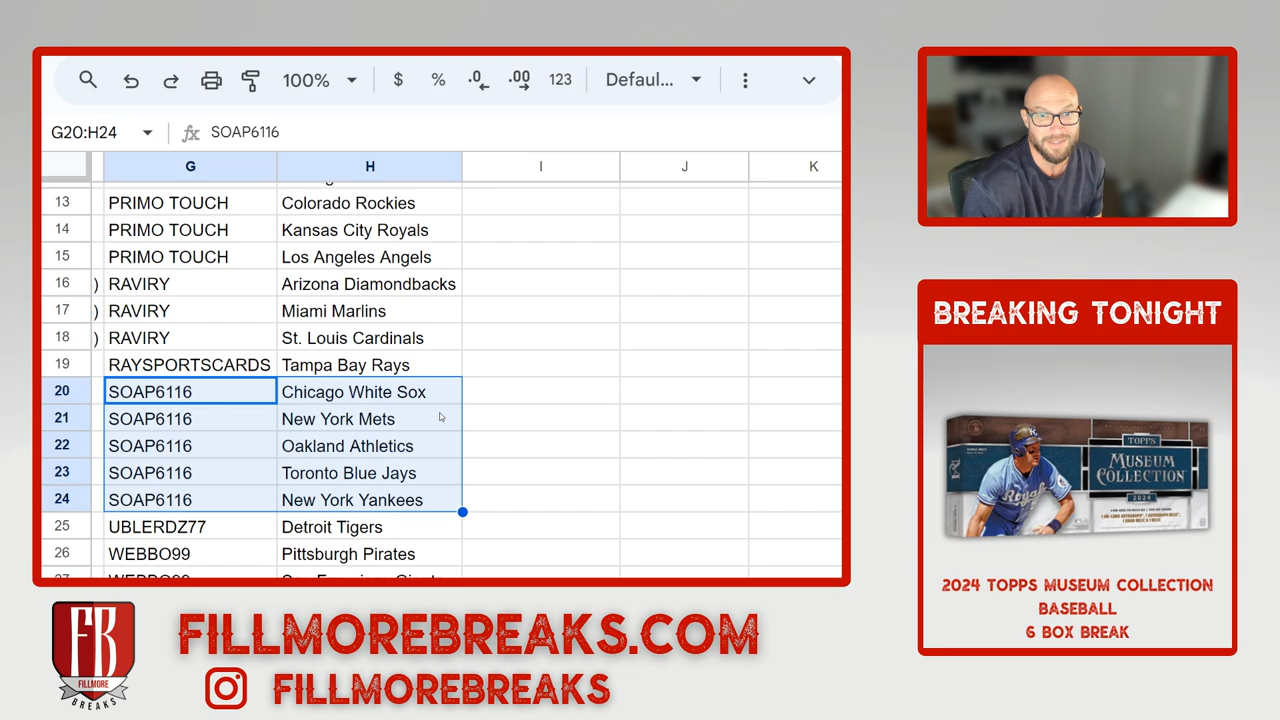 100%
$ % .0 .00 123 Defaul...
G20:H24 fx SOAP6116
G H I J K
13 PRIMO TOUCH Colorado Rockies
14 PRIMO TOUCH Kansas City Royals
15 PRIMO TOUCH Los Angeles Angels
16 ) RAVIRY Arizona Diamondbacks
17 ) RAVIRY Miami Marlins
18 ) RAVIRY St. Louis Cardinals
19 RAYSPORTSCARDS Tampa Bay Rays
20 SOAP6116 Chicago White Sox
21 SOAP6116 New York Mets
22 SOAP6116 Oakland Athletics
23 SOAP6116 Toronto Blue Jays
24 SOAP6116 New York Yankees
25 UBLERDZ77 Detroit Tigers
26 WEBBO99 Pittsburgh Pirates
BREAKING TONIGHT
TOPPS
MUSEUM
COLLECTION
2024
Royals
2024 TOPPS MUSEUM COLLECTION
BASEBALL
6 BOX BREAK
FB
FILLMORE
BREAKS
FILLMOREBREAKS.COM
FILLMOREBREAKS